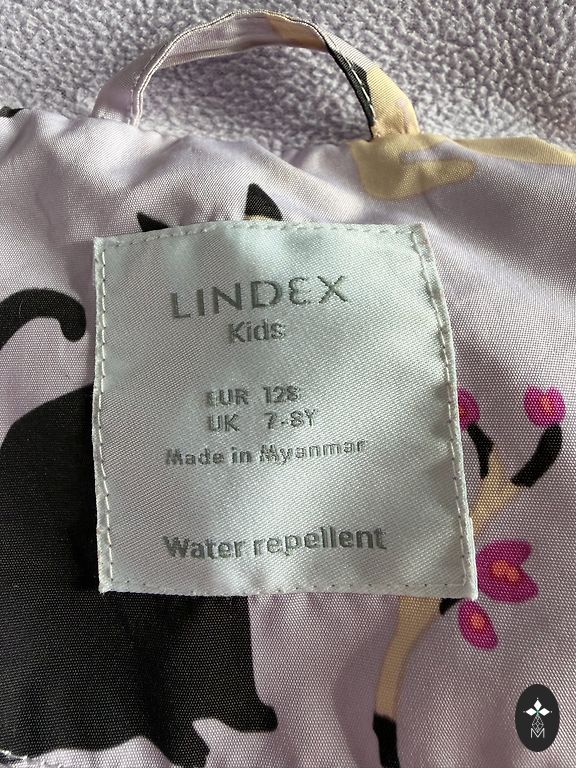 LINDEX
Kids
EUR 128
UK 7-8Y
Made in Myanmar
Water repellent
M